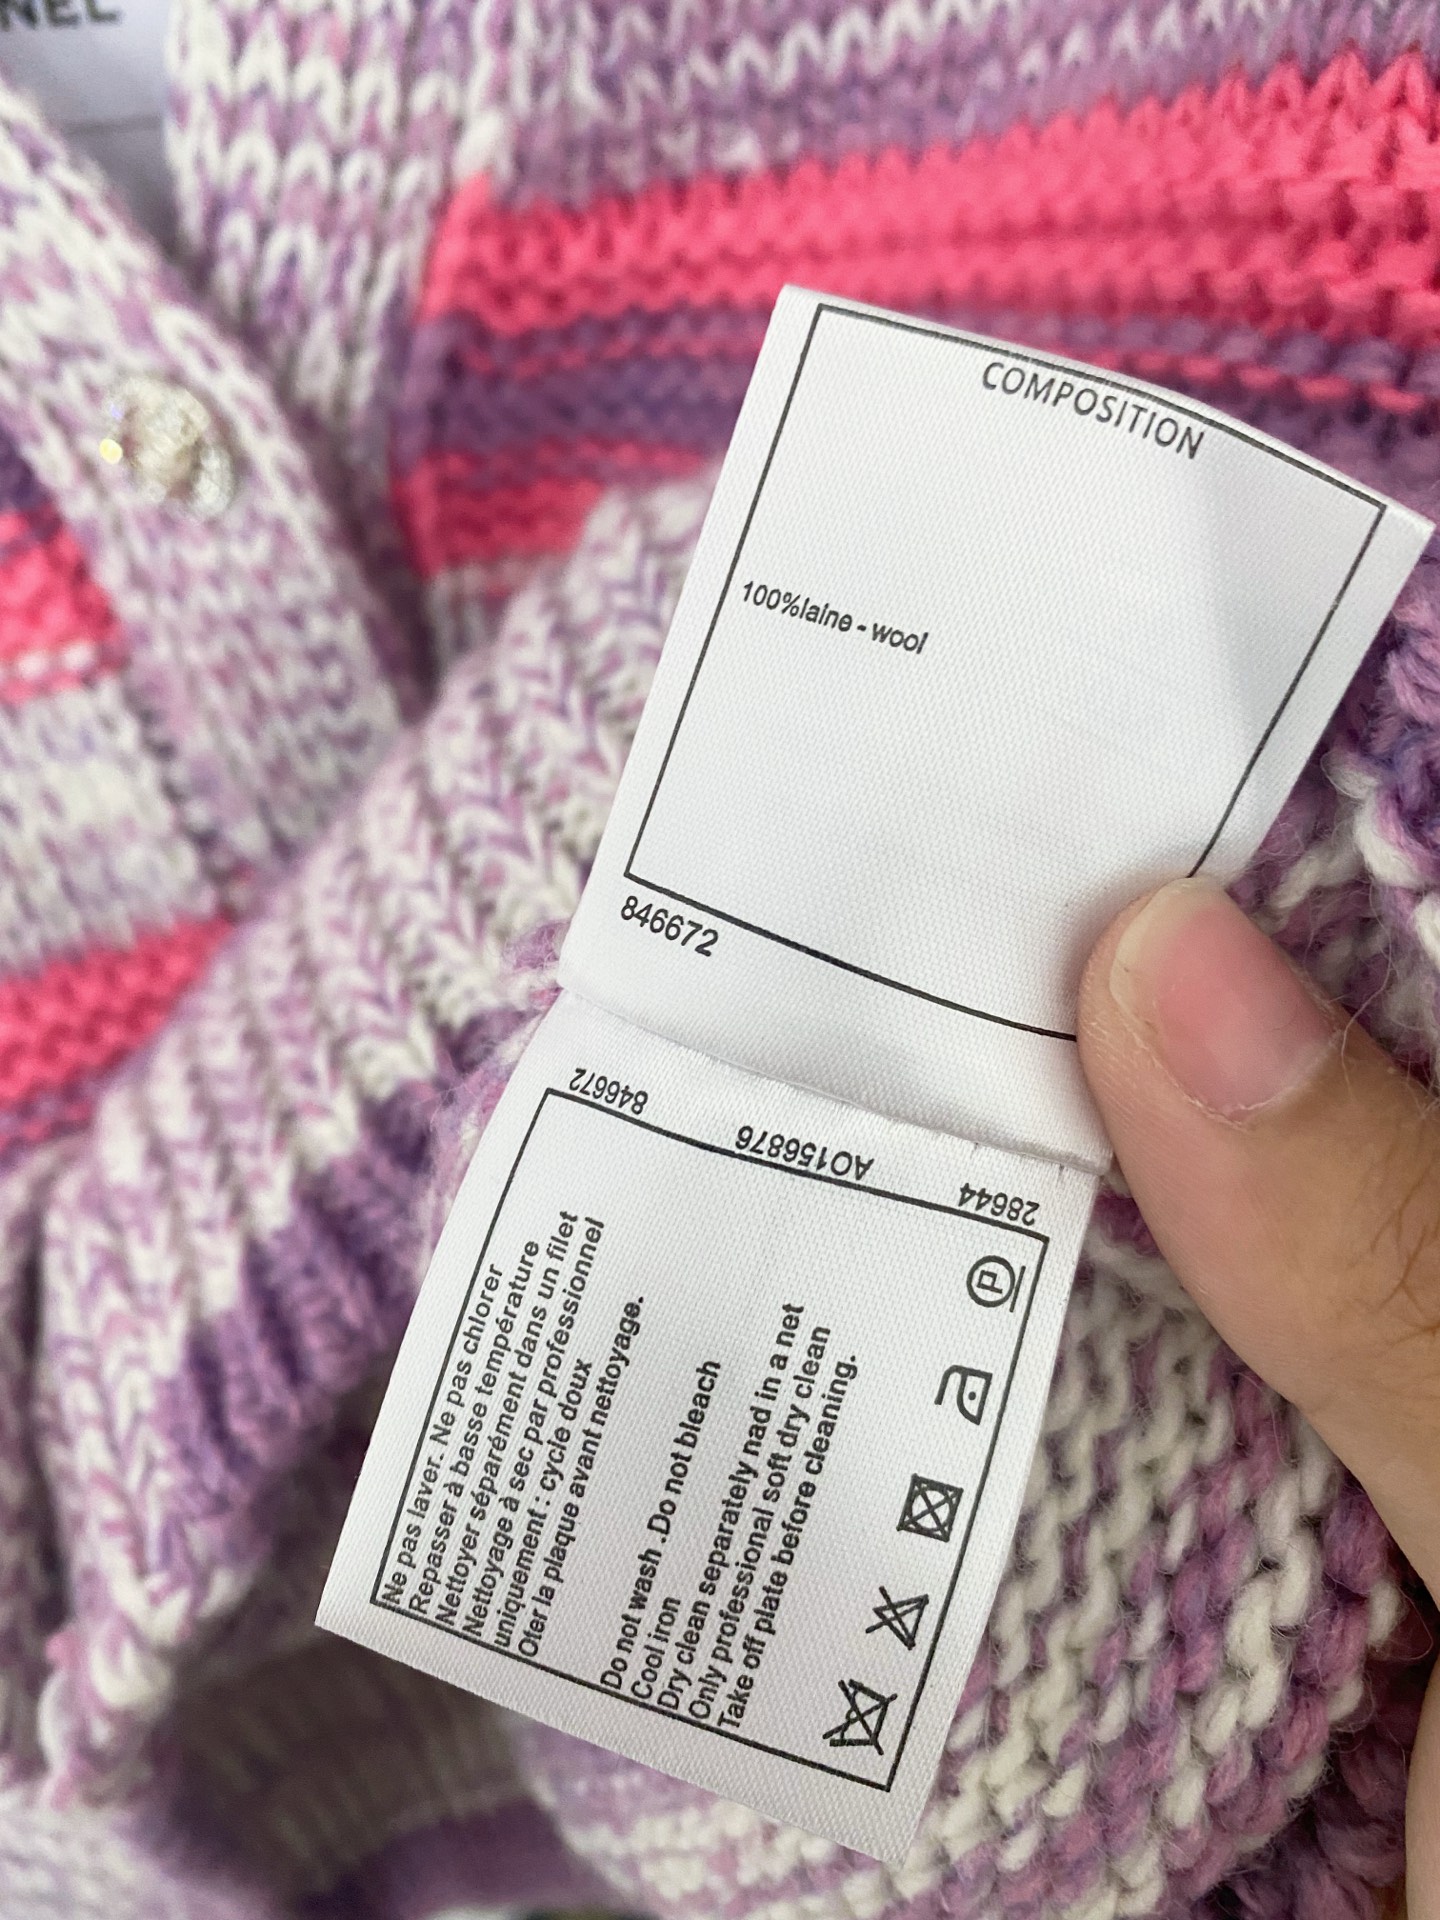 NEL
COMPOSITION
100%laine - wool
846672
846672
AO156876
28644
Ne pas laver. Ne pas chlorer
Repasser à basse température
Nettoyer séparément dans un filet
Nettoyage à sec par professionnel
uniquement : cycle doux
Oter la plaque avant nettoyage.
Do not wash .Do not bleach
Cool iron
Dry clean separately nad in a net
Only professional soft dry clean
Take off plate before cleaning.
P